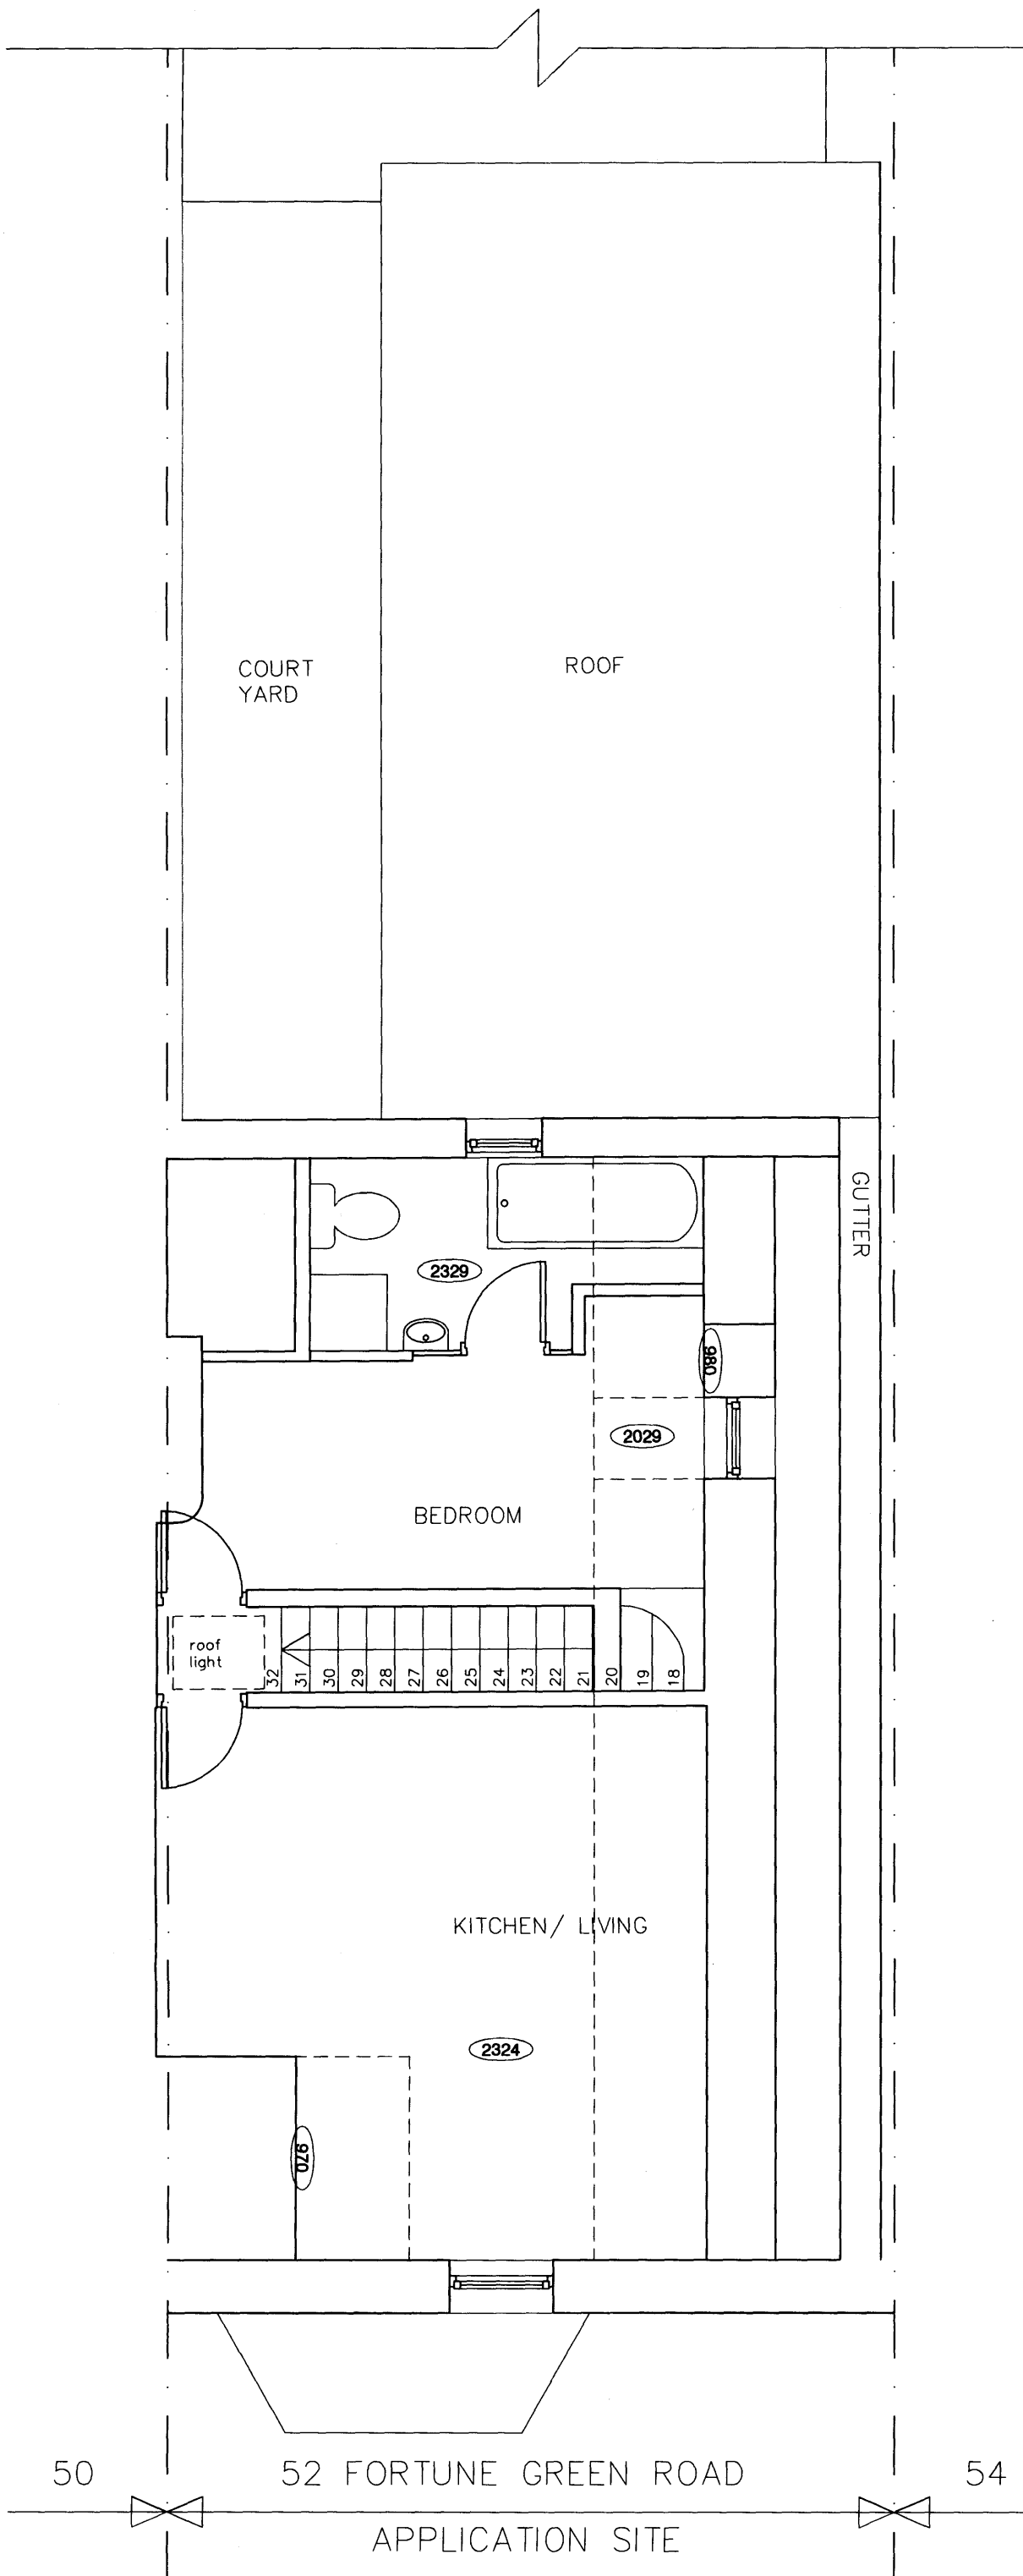 COURT
YARD
ROOF
GUTTER
2329
980
2029
BEDROOM
roof
light
32 31 30 29 28 27 26 25 24 23 22 21 20 19 18
KITCHEN/ LIVING
2324
970
50 52 FORTUNE GREEN ROAD 54
APPLICATION SITE